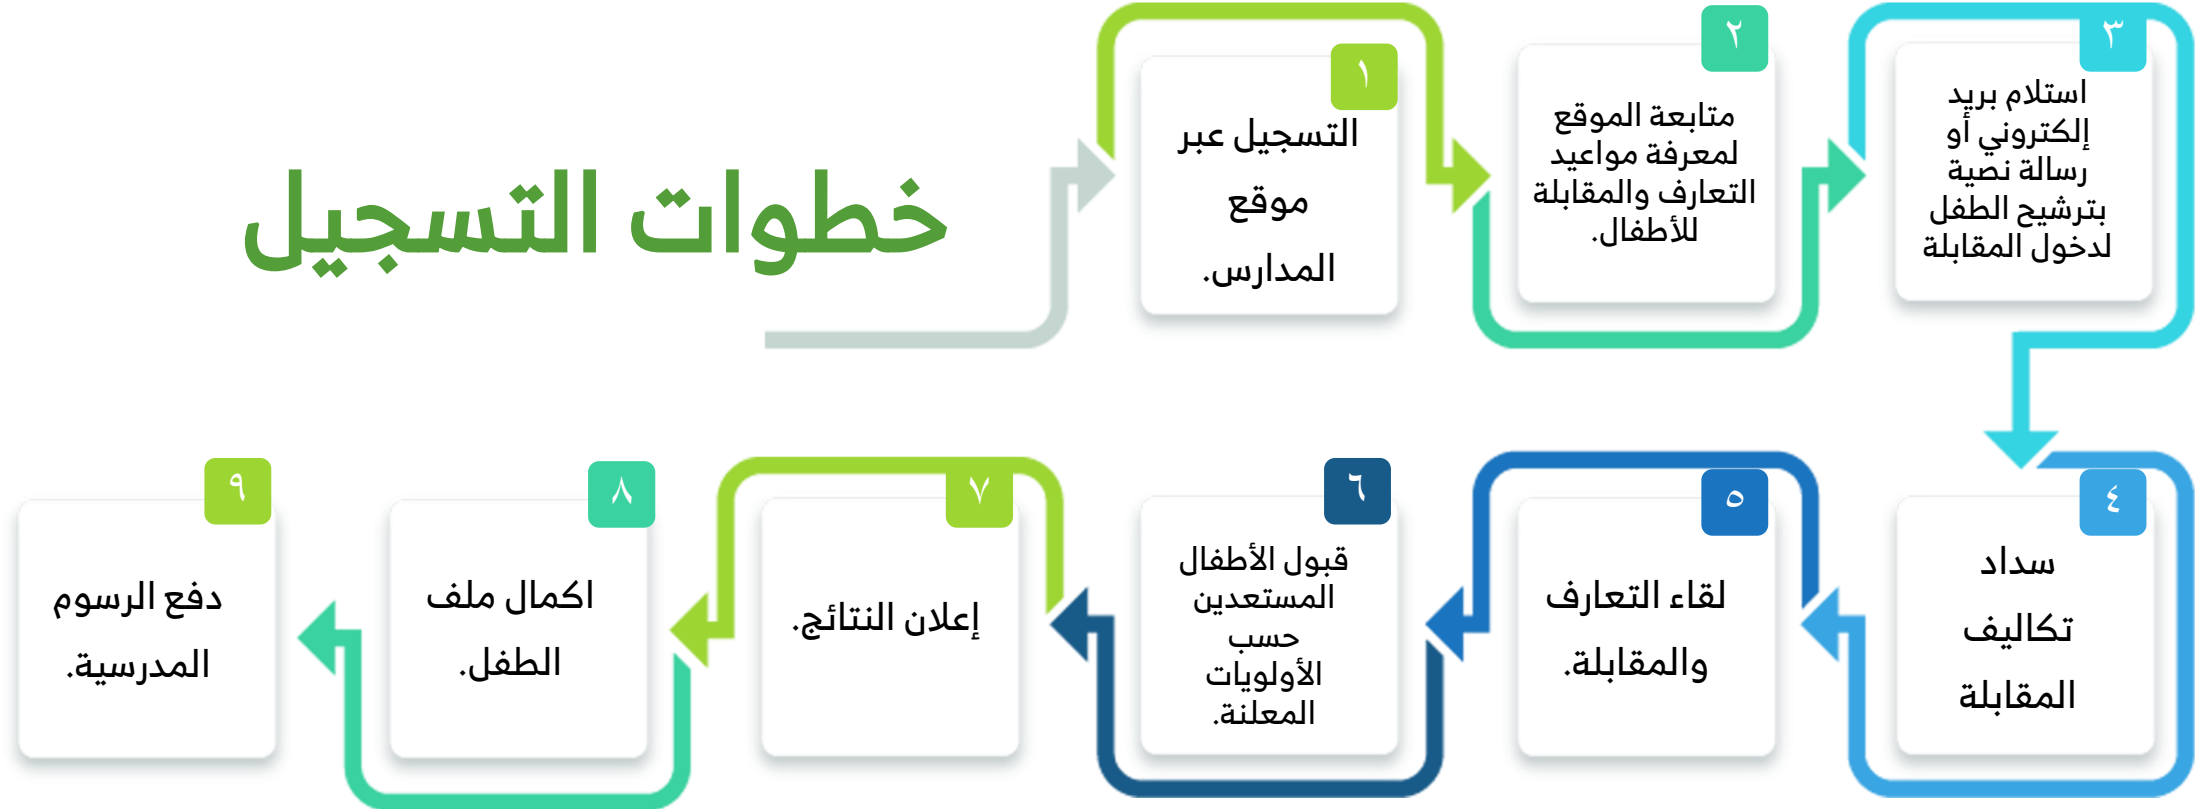 خطوات التسجيل
١
التسجيل عبر
موقع
المدارس.
٢
متابعة الموقع
لمعرفة مواعيد
التعارف والمقابلة
للأطفال.
٣
استلام بريد
إلكتروني أو
رسالة نصية
بترشيح الطفل
لدخول المقابلة
٤
سداد
تكاليف
المقابلة
٥
لقاء التعارف
والمقابلة.
٦
قبول الأطفال
المستعدين
حسب
الأولويات
المعلنة.
٧
إعلان النتائج.
٨
اكمال ملف
الطفل.
٩
دفع الرسوم
المدرسية.